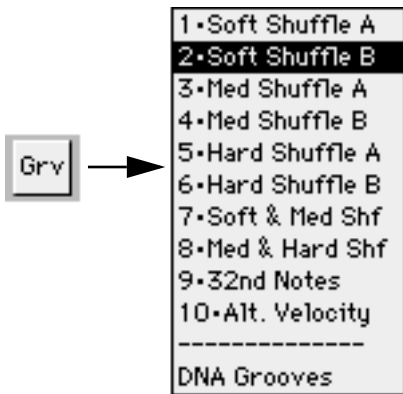 Grv
1•Soft Shuffle A
2•Soft Shuffle B
3•Med Shuffle A
4•Med Shuffle B
5•Hard Shuffle A
6•Hard Shuffle B
7•Soft & Med Shf
8•Med & Hard Shf
9•32nd Notes
10•Alt. Velocity
--------------
DNA Grooves